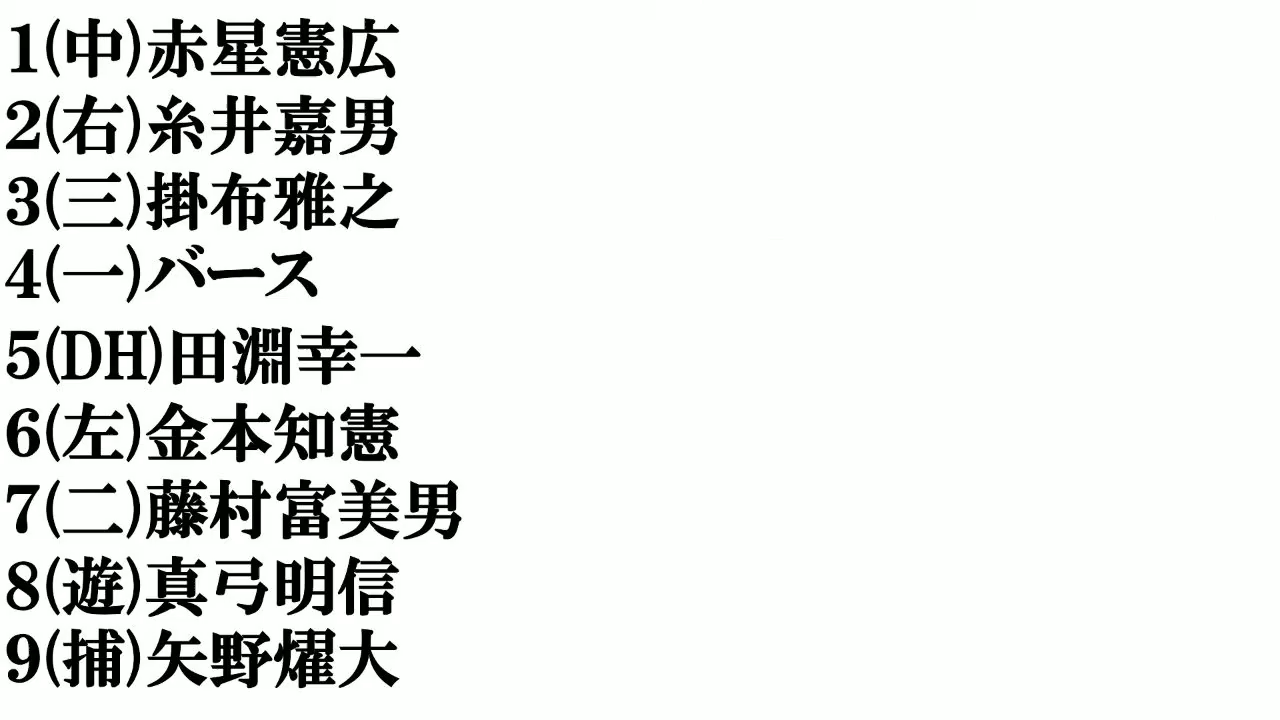 1(中)赤星憲広
2(右)糸井嘉男
3(三)掛布雅之
4(一)バース
5(DH)田淵幸一
6(左)金本知憲
7(二)藤村富美男
8(遊)真弓明信
9(捕)矢野燿大